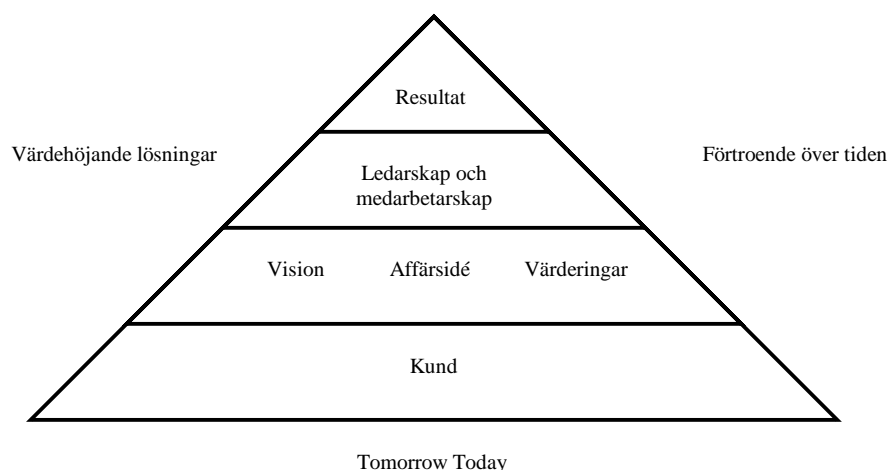 Resultat
Värdehöjande lösningar
Förtroende över tiden
Ledarskap och
medarbetarskap
Vision
Affärsidé
Värderingar
Kund
Tomorrow Today